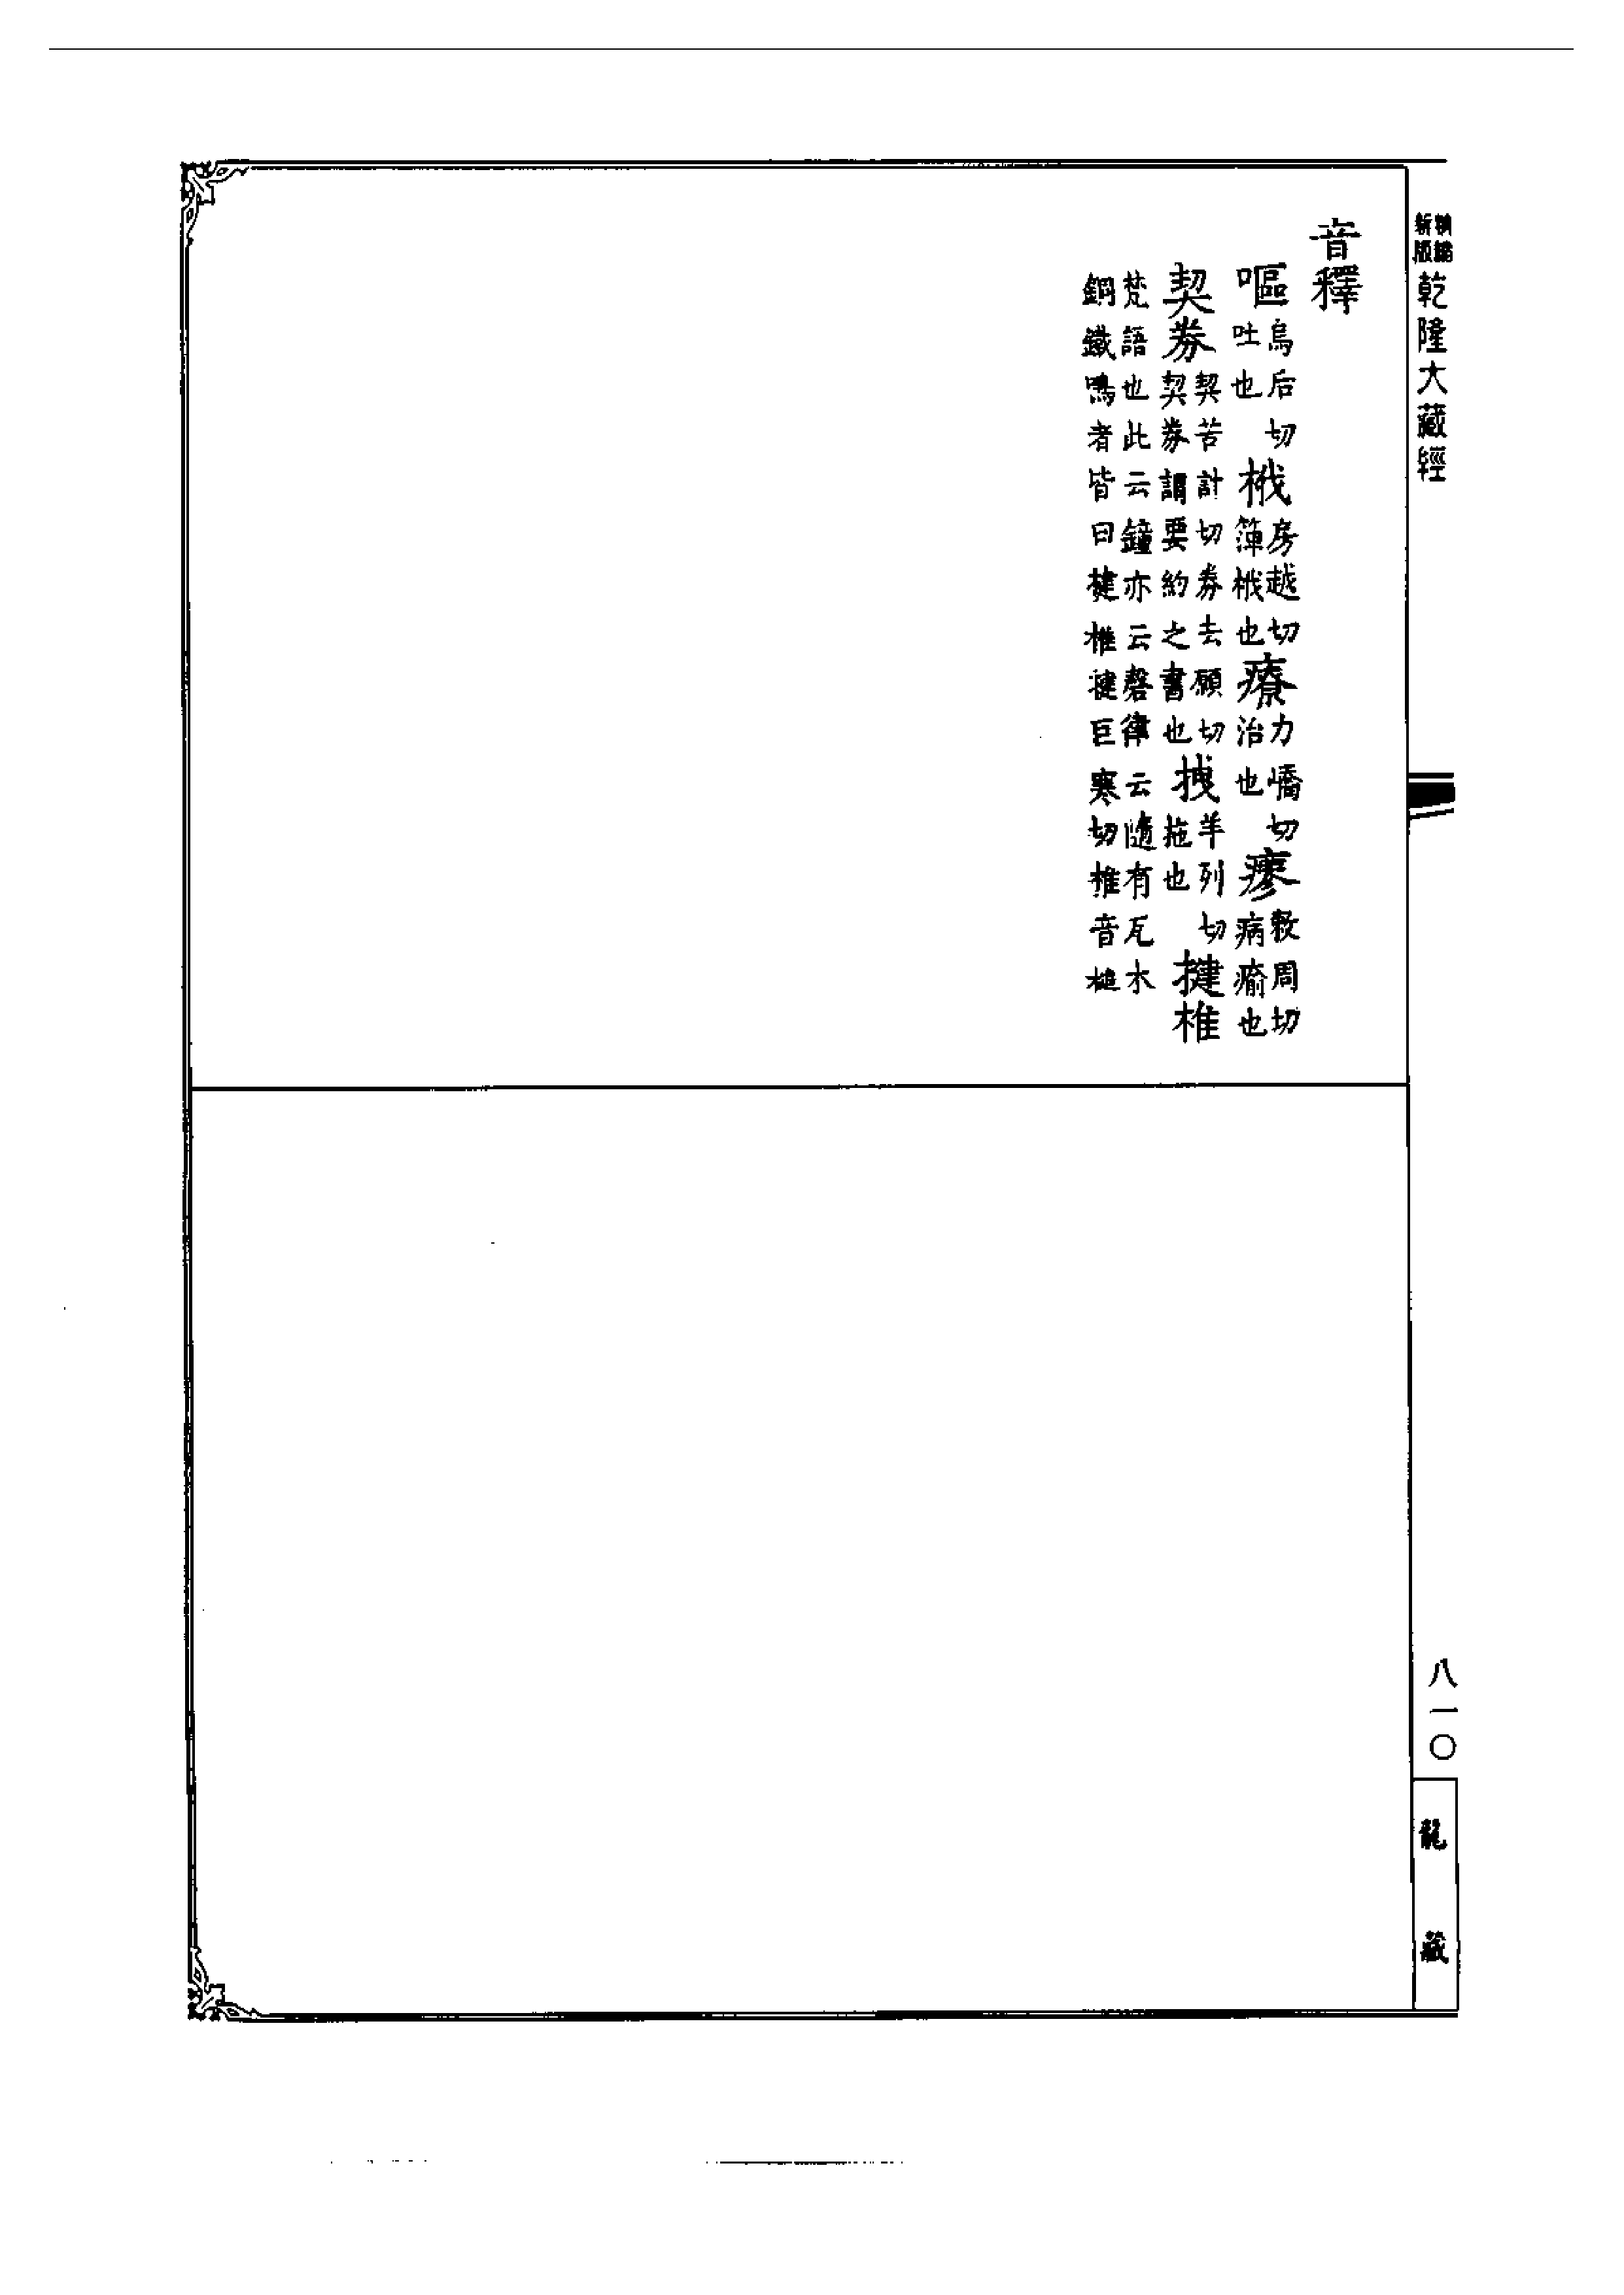 精編
新版
乾隆大藏經
音釋
嘔 烏后切吐也 栰 房越切箄栰也 療 力嶠切治也 瘳 敕周切病瘉也
契券 契苦計切券去願切契券謂要約之書也 拽 羊列切拖也 揵椎
梵語也此云鐘亦云磬律云隨有瓦木
銅鐵鳴者皆曰揵椎揵巨寒切椎音槌
八一〇
龍藏